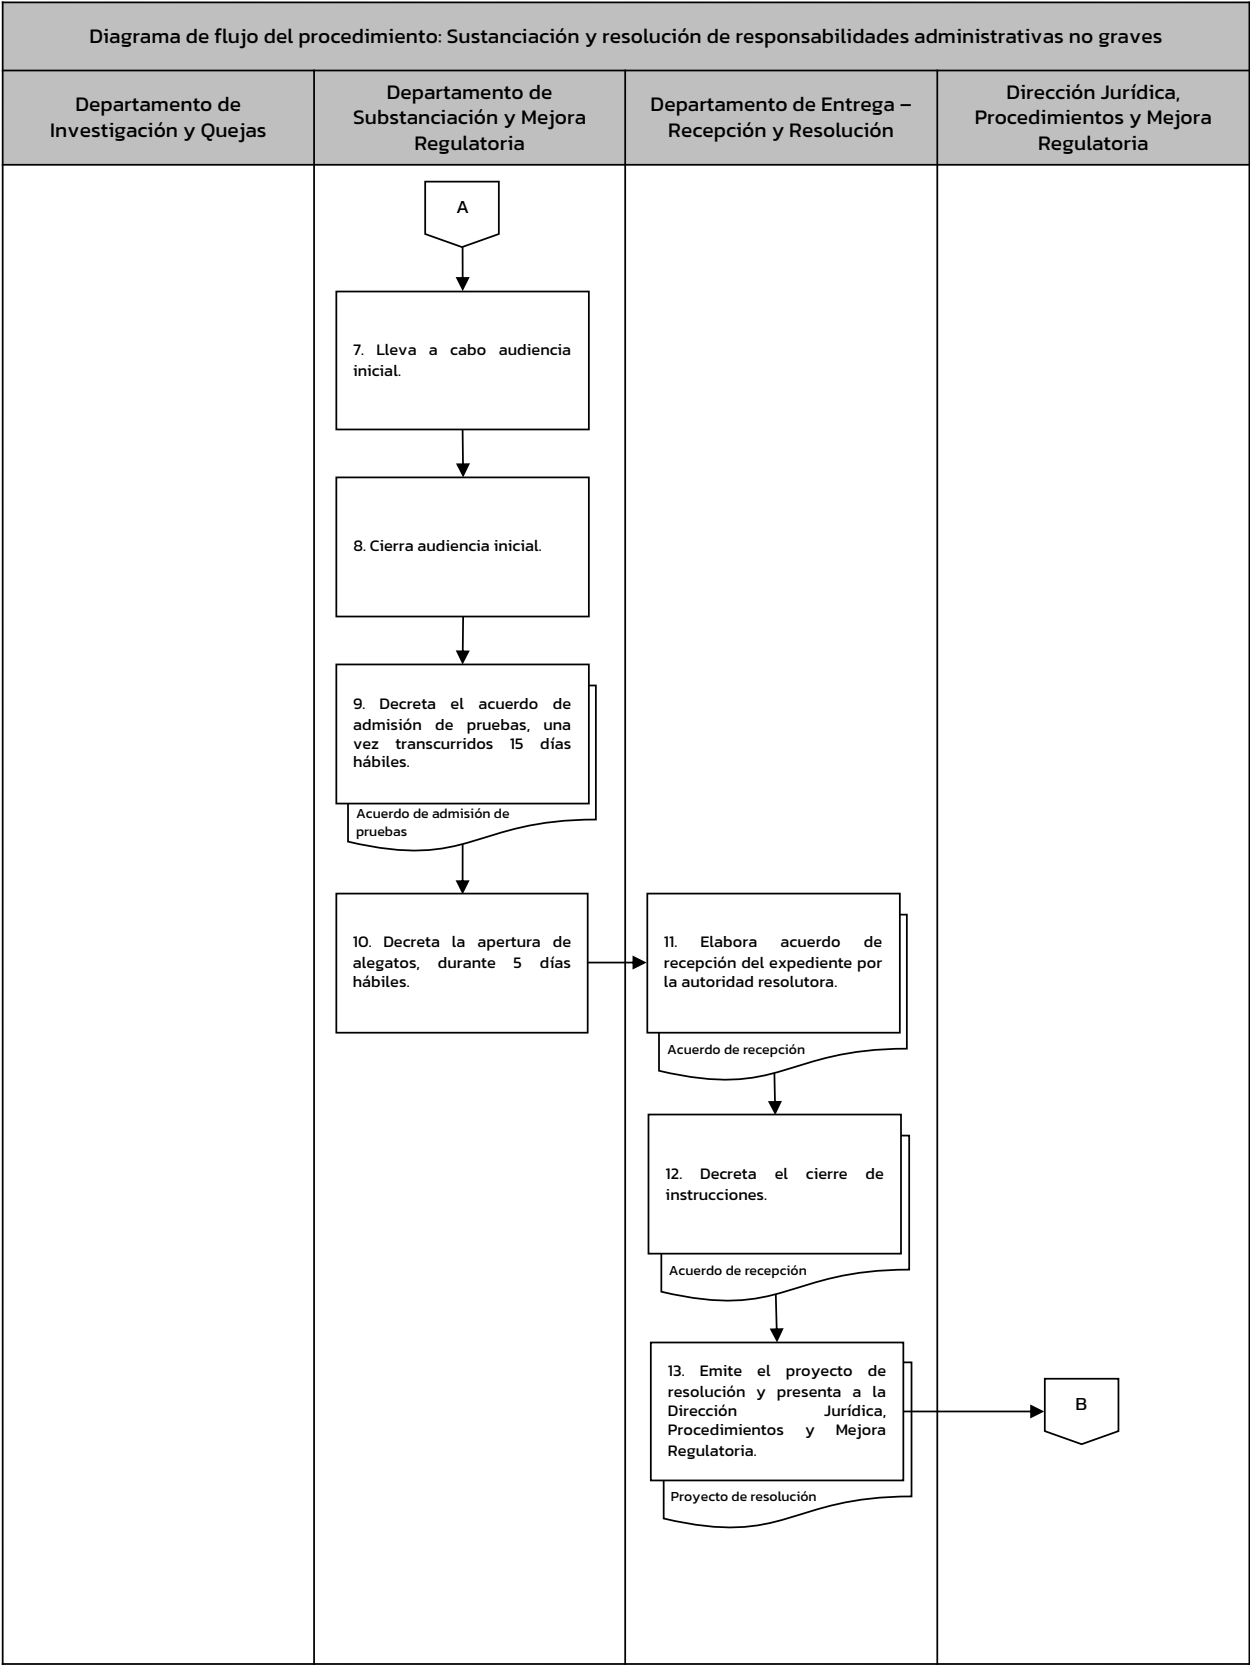 Diagrama de flujo del procedimiento: Sustanciación y resolución de responsabilidades administrativas no graves
Departamento de
Investigación y Quejas
Departamento de
Substanciación y Mejora
Regulatoria
Departamento de Entrega –
Recepción y Resolución
Dirección Jurídica,
Procedimientos y Mejora
Regulatoria
A
7. Lleva a cabo audiencia
inicial.
8. Cierra audiencia inicial.
9. Decreta el acuerdo de
admisión de pruebas, una
vez transcurridos 15 días
hábiles.
Acuerdo de admisión de
pruebas
10. Decreta la apertura de
alegatos, durante 5 días
hábiles.
11. Elabora acuerdo de
recepción del expediente por
la autoridad resolutora.
Acuerdo de recepción
12. Decreta el cierre de
instrucciones.
Acuerdo de recepción
13. Emite el proyecto de
resolución y presenta a la
Dirección Jurídica,
Procedimientos y Mejora
Regulatoria.
Proyecto de resolución
B